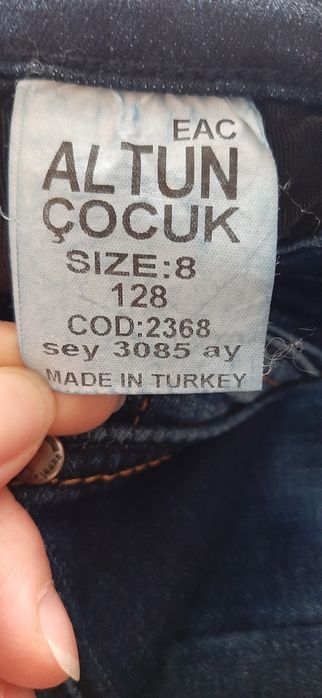 EAC
ALTUN
ÇOCUK
SIZE:8
128
COD:2368
sey 3085 ay
MADE IN TURKEY